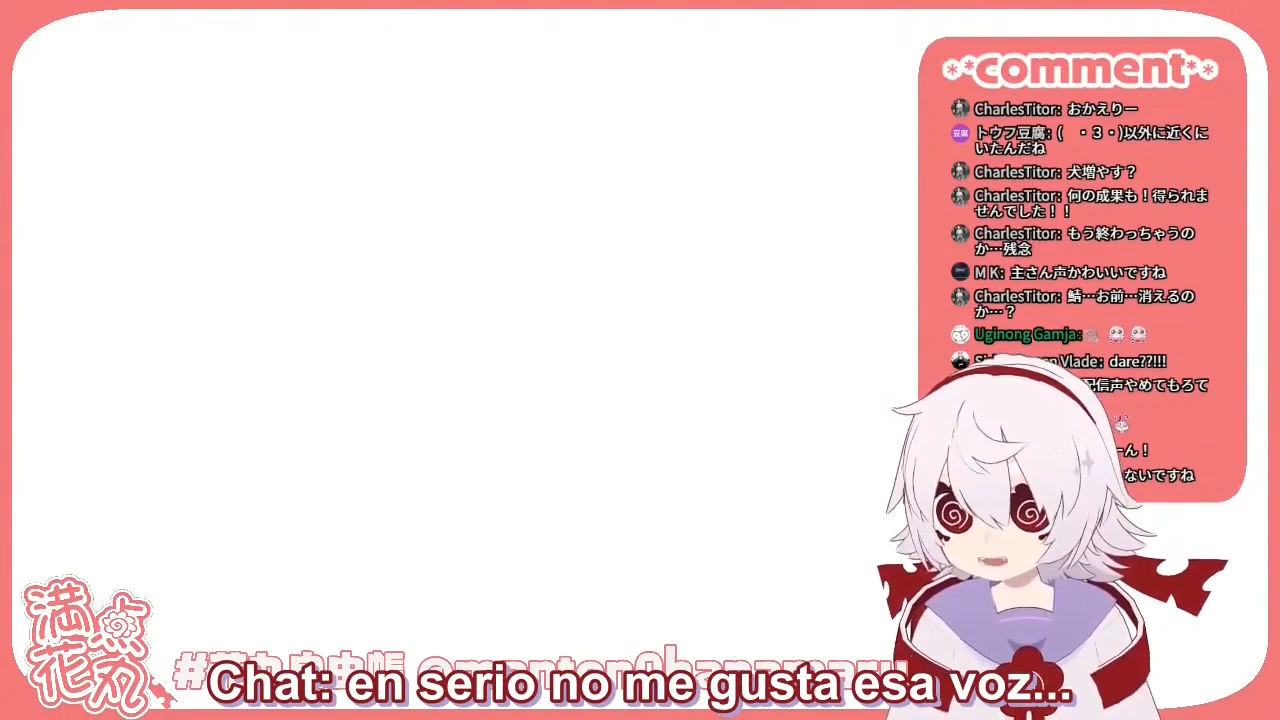 **comment**
CharlesTitor: おかえりー
トウフ豆腐: (　・３・)以外に近くに
いたんだね
CharlesTitor: 犬増やす？
CharlesTitor: 何の成果も！得られま
せんでした！！
CharlesTitor: もう終わっちゃうの
か…残念
M K: 主さん声かわいいですね
CharlesTitor: 鯖…お前…消えるの
か…？
Uginong Gamja:
Vlade: dare??!!!
配信声やめてもろて
ーん！
ないですね
満点
花丸
@manten0hanamaru
Chat: en serio no me gusta esa voz...